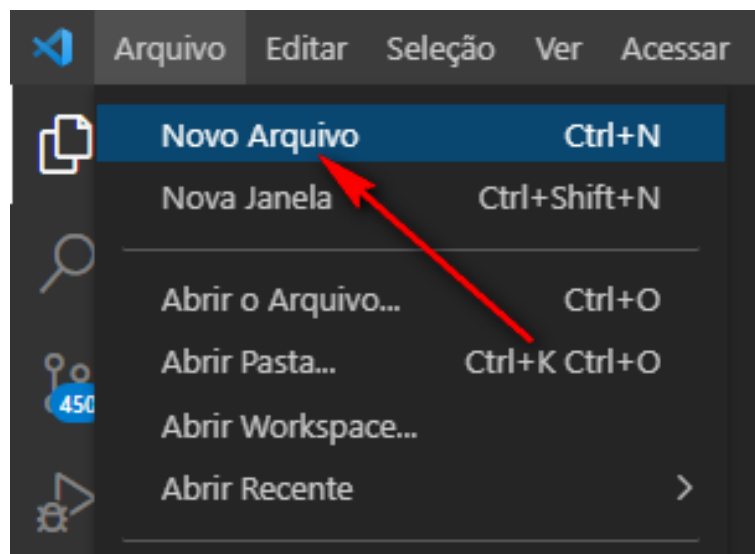 Arquivo Editar Seleção Ver Acessar
Novo Arquivo Ctrl+N
Nova Janela Ctrl+Shift+N
Abrir o Arquivo... Ctrl+O
Abrir Pasta... Ctrl+K Ctrl+O
450
Abrir Workspace...
Abrir Recente